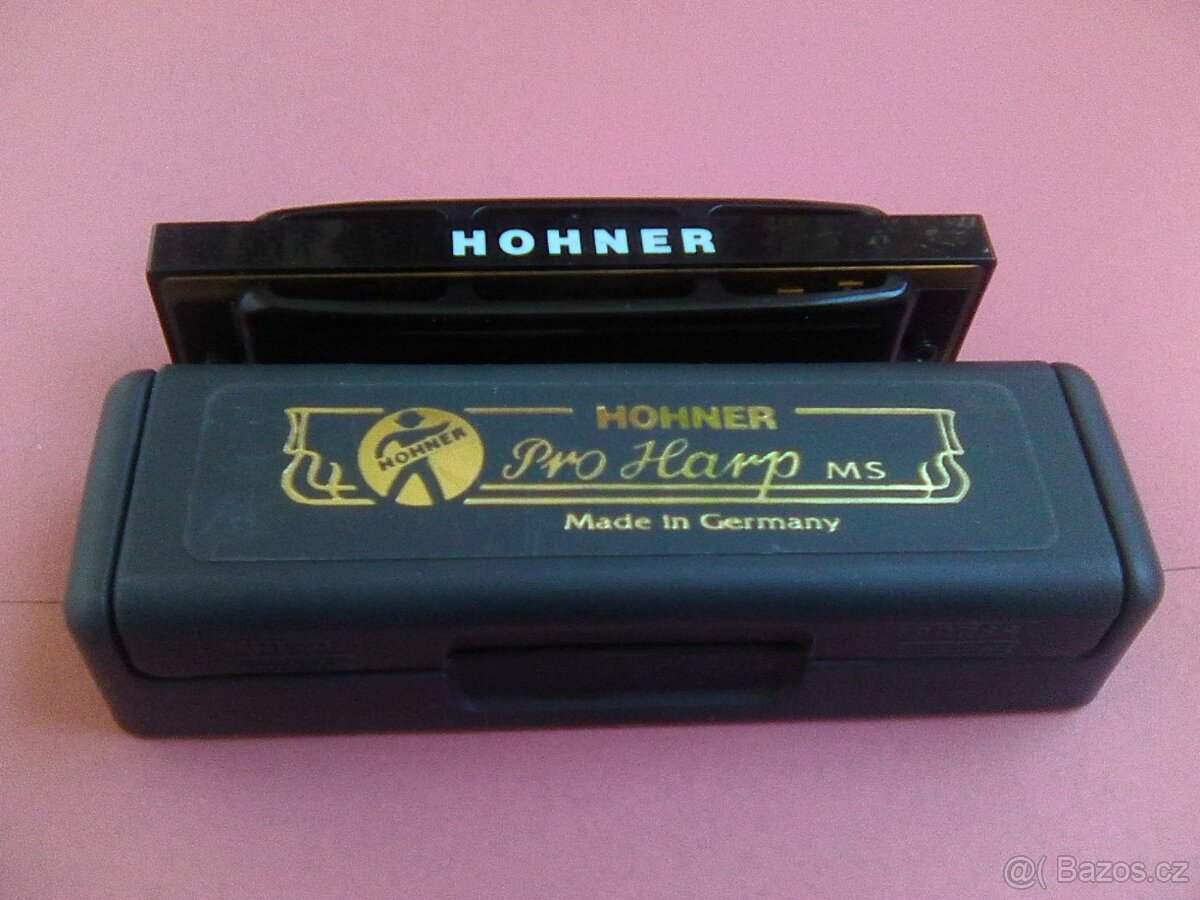 HOHNER
HOHNER
HOHNER
Pro Harp MS
Made in Germany
@( Bazos.cz